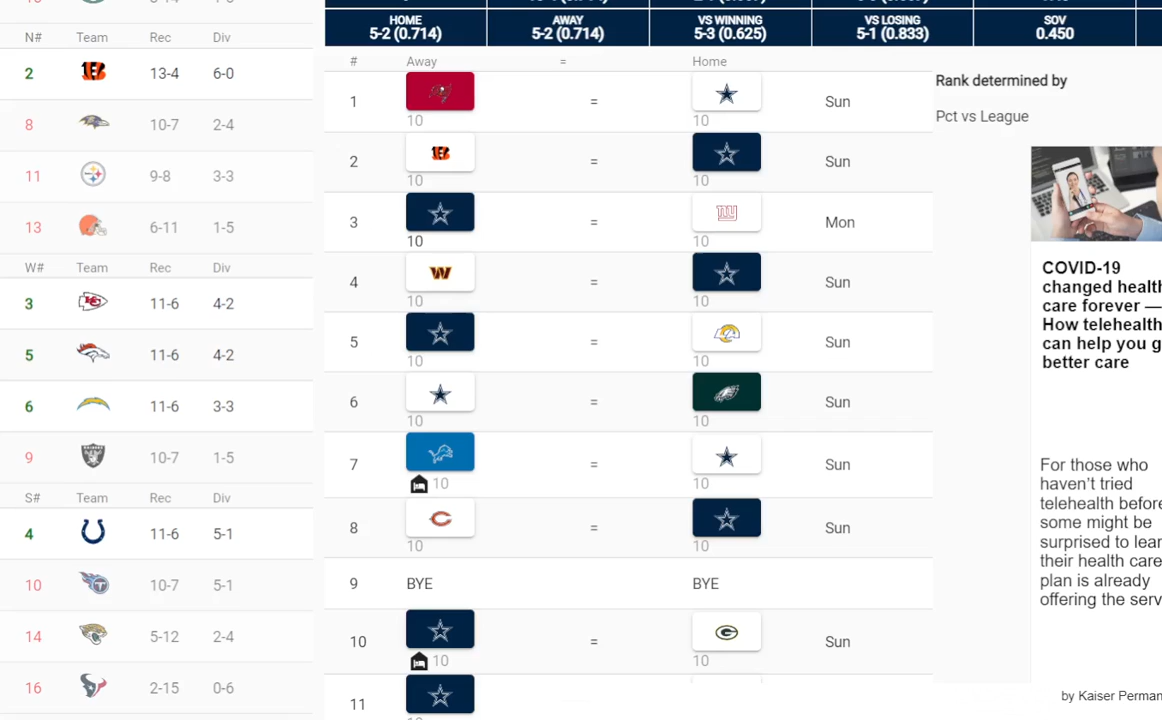 HOME AWAY VS WINNING VS LOSING SOV
5-2 (0.714) 5-2 (0.714) 5-3 (0.625) 5-1 (0.833) 0.450
N# Team Rec Div
2 13-4 6-0
8 10-7 2-4
11 9-8 3-3
13 6-11 1-5
W# Team Rec Div
3 11-6 4-2
5 11-6 4-2
6 11-6 3-3
9 10-7 1-5
S# Team Rec Div
4 11-6 5-1
10 10-7 5-1
14 5-12 2-4
16 2-15 0-6
# Away = Home
1 = Sun
10 10
2 = Sun
10 10
3 = Mon
10 10
4 = Sun
10 10
5 = Sun
10 10
6 = Sun
10 10
7 = Sun
10 10
8 = Sun
10 10
9 BYE BYE
10 = Sun
10 10
11
Rank determined by
Pct vs League
COVID-19
changed health
care forever —
How telehealth
can help you g
better care
For those who
haven't tried
telehealth before
some might be
surprised to lear
their health care
plan is already
offering the serv
by Kaiser Perman